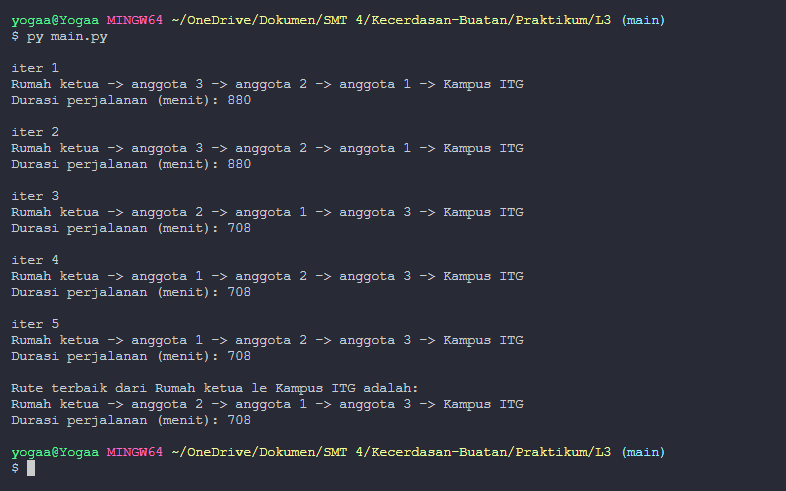 yogaa@Yogaa MINGW64 ~/OneDrive/Dokumen/SMT 4/Kecerdasan-Buatan/Praktikum/L3 (main)
$ py main.py
iter 1
Rumah ketua -> anggota 3 -> anggota 2 -> anggota 1 -> Kampus ITG
Durasi perjalanan (menit): 880
iter 2
Rumah ketua -> anggota 3 -> anggota 2 -> anggota 1 -> Kampus ITG
Durasi perjalanan (menit): 880
iter 3
Rumah ketua -> anggota 2 -> anggota 1 -> anggota 3 -> Kampus ITG
Durasi perjalanan (menit): 708
iter 4
Rumah ketua -> anggota 1 -> anggota 2 -> anggota 3 -> Kampus ITG
Durasi perjalanan (menit): 708
iter 5
Rumah ketua -> anggota 1 -> anggota 2 -> anggota 3 -> Kampus ITG
Durasi perjalanan (menit): 708
Rute terbaik dari Rumah ketua le Kampus ITG adalah:
Rumah ketua -> anggota 2 -> anggota 1 -> anggota 3 -> Kampus ITG
Durasi perjalanan (menit): 708
yogaa@Yogaa MINGW64 ~/OneDrive/Dokumen/SMT 4/Kecerdasan-Buatan/Praktikum/L3 (main)
$